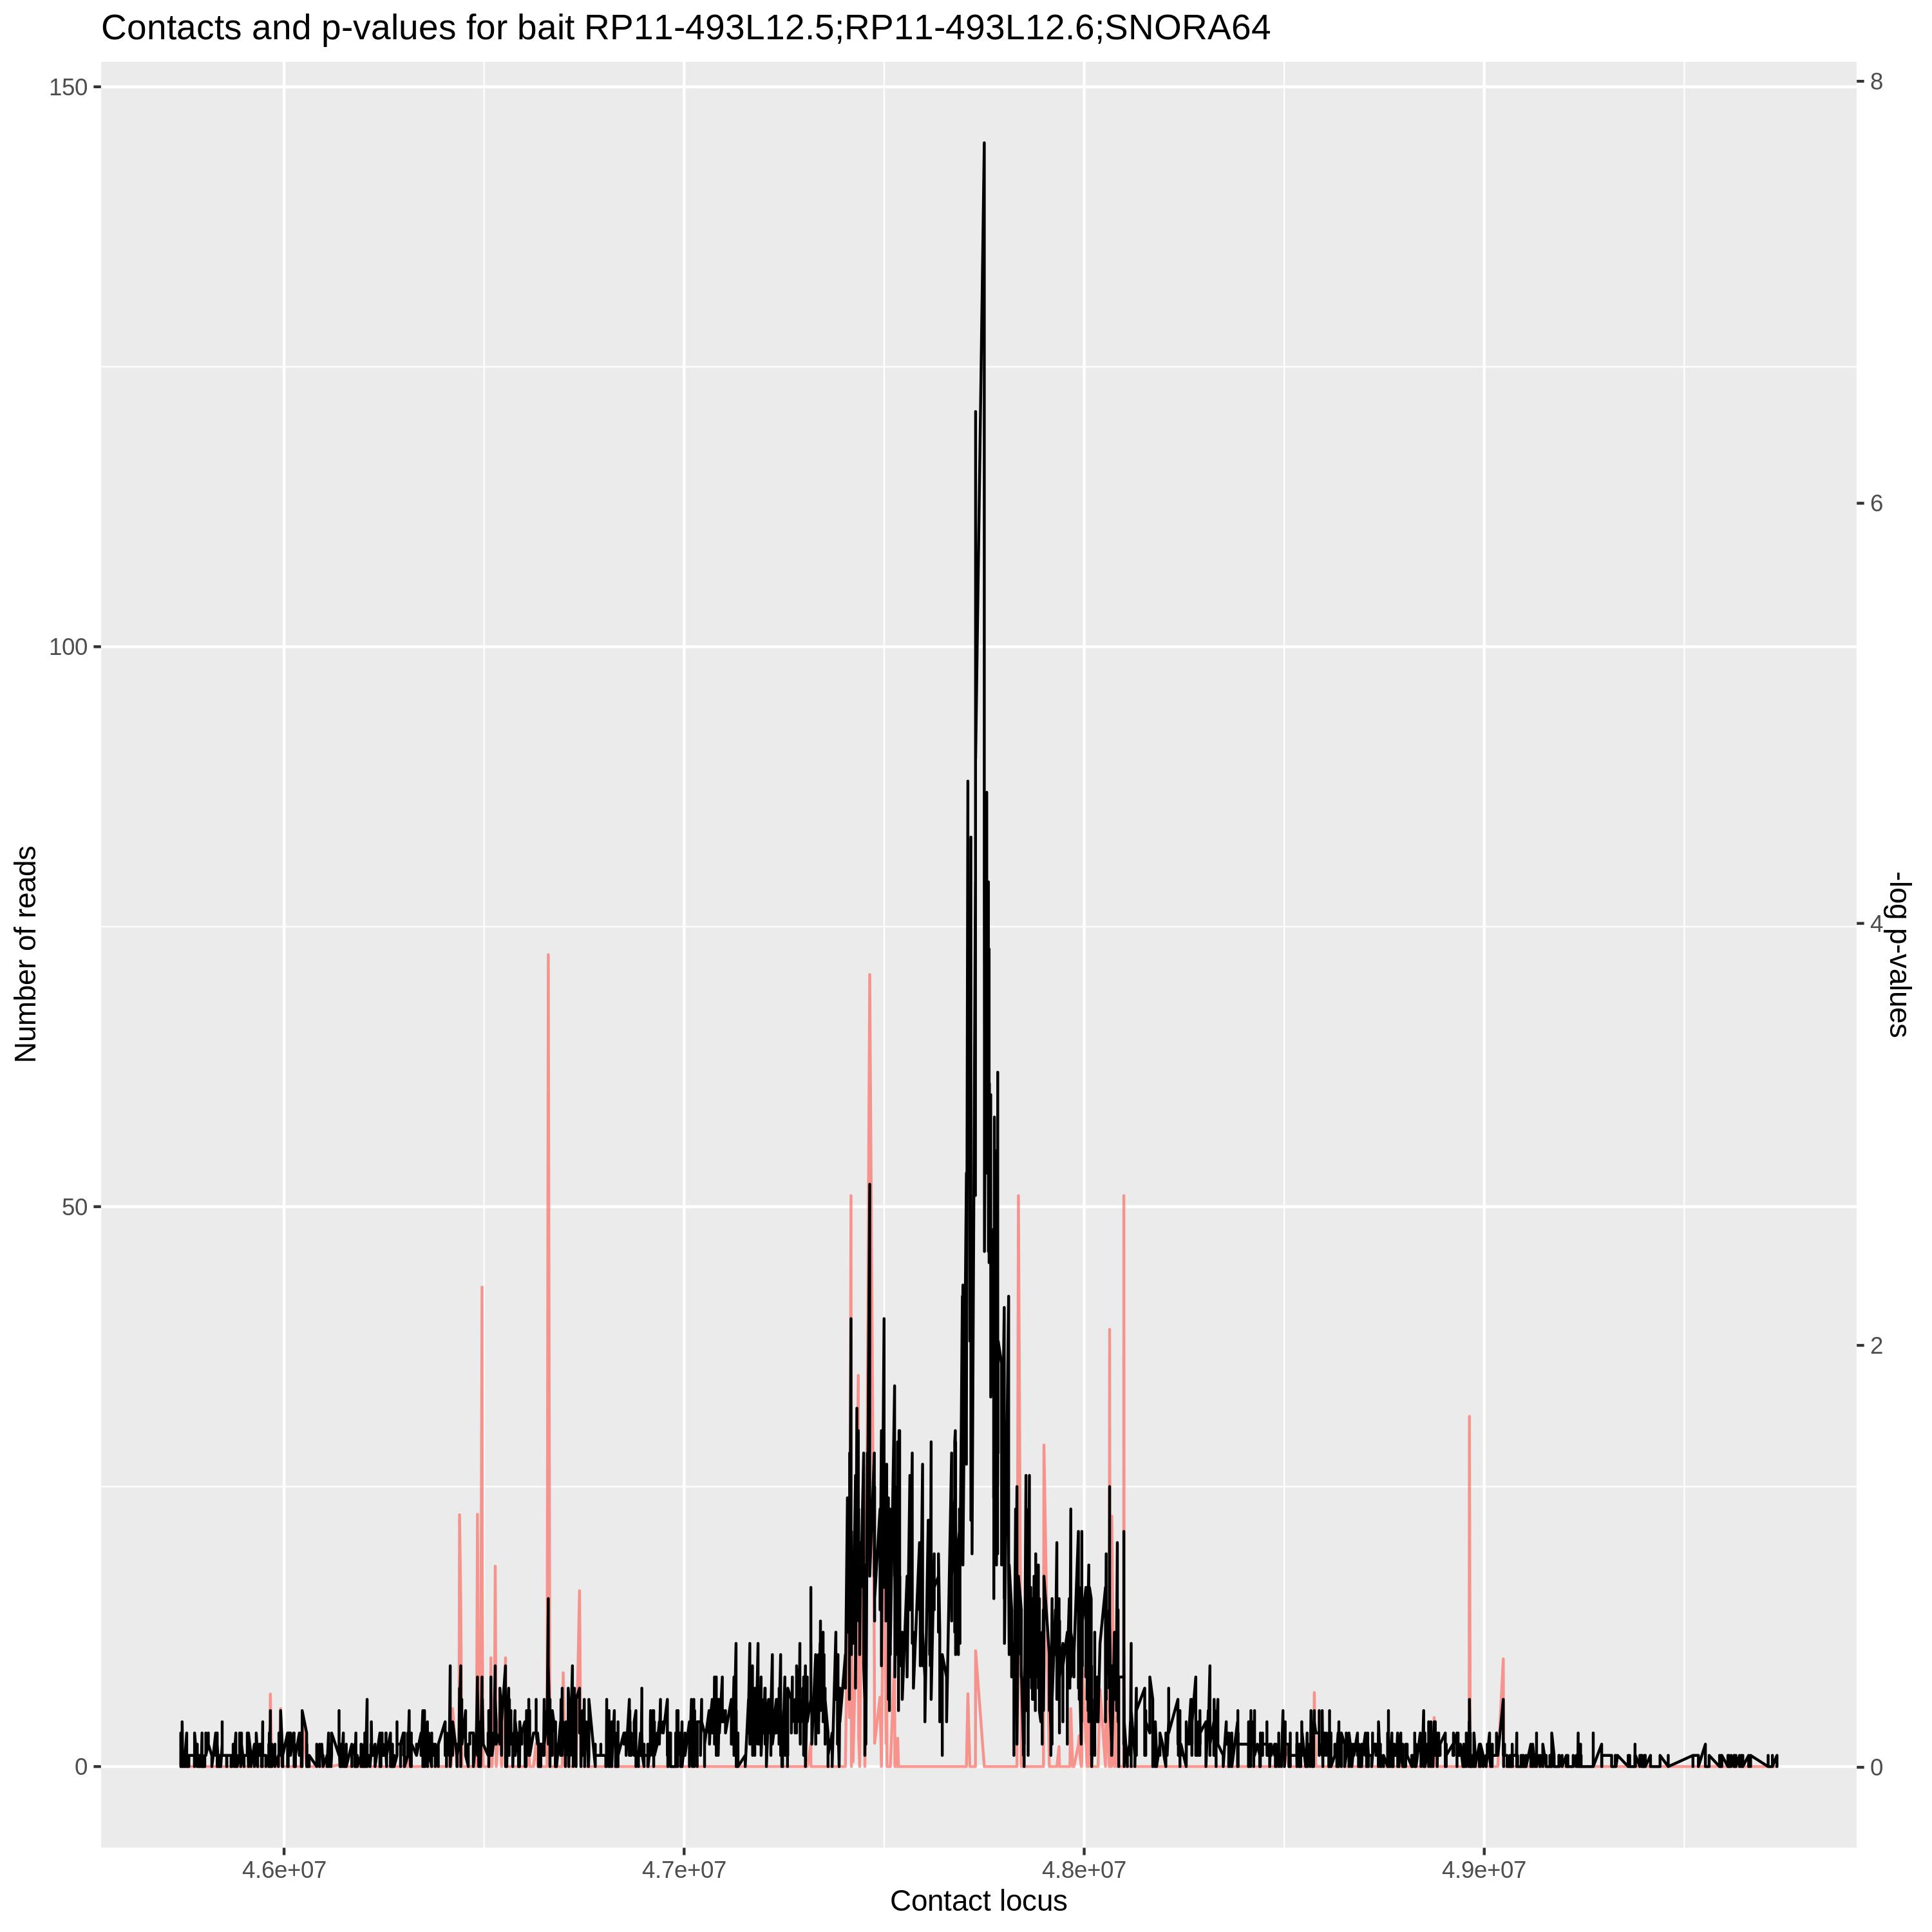 Contacts and p-values for bait RP11-493L12.5;RP11-493L12.6;SNORA64
150
100
50
0
Number of reads
8
6
4
2
0
-log p-values
4.6e+07
4.7e+07
4.8e+07
4.9e+07
Contact locus